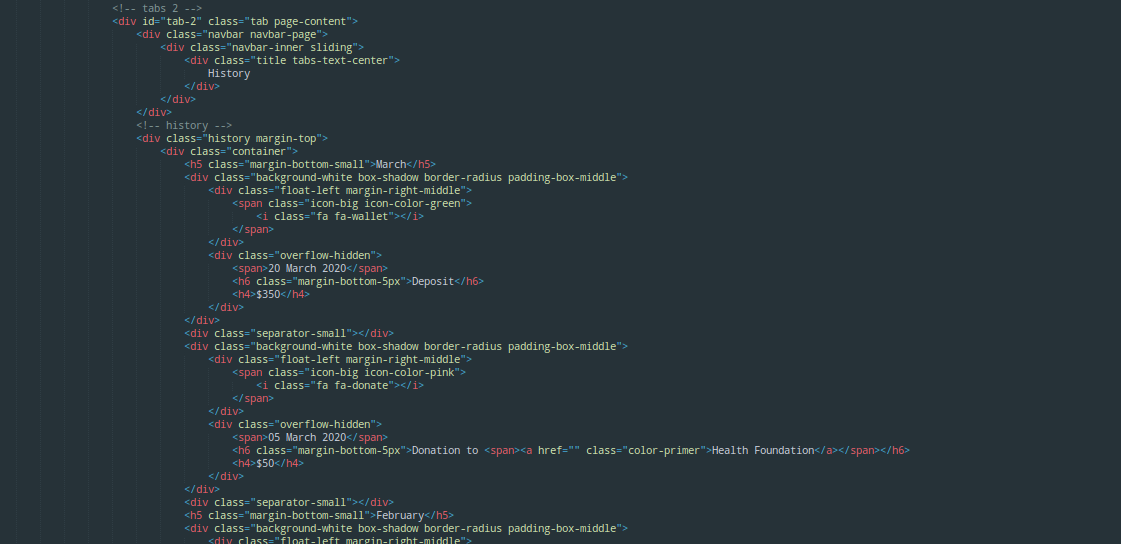 <!-- tabs 2 -->
<div id="tab-2" class="tab page-content">
<div class="navbar navbar-page">
<div class="navbar-inner sliding">
<div class="title tabs-text-center">
History
</div>
</div>
</div>
<!-- history -->
<div class="history margin-top">
<div class="container">
<h5 class="margin-bottom-small">March</h5>
<div class="background-white box-shadow border-radius padding-box-middle">
<div class="float-left margin-right-middle">
<span class="icon-big icon-color-green">
<i class="fa fa-wallet"></i>
</span>
</div>
<div class="overflow-hidden">
<span>20 March 2020</span>
<h6 class="margin-bottom-5px">Deposit</h6>
<h4>$350</h4>
</div>
</div>
<div class="separator-small"></div>
<div class="background-white box-shadow border-radius padding-box-middle">
<div class="float-left margin-right-middle">
<span class="icon-big icon-color-pink">
<i class="fa fa-donate"></i>
</span>
</div>
<div class="overflow-hidden">
<span>05 March 2020</span>
<h6 class="margin-bottom-5px">Donation to <span><a href="" class="color-primer">Health Foundation</a></span></h6>
<h4>$50</h4>
</div>
</div>
<div class="separator-small"></div>
<h5 class="margin-bottom-small">February</h5>
<div class="background-white box-shadow border-radius padding-box-middle">
<div class="float-left margin-right-middle">